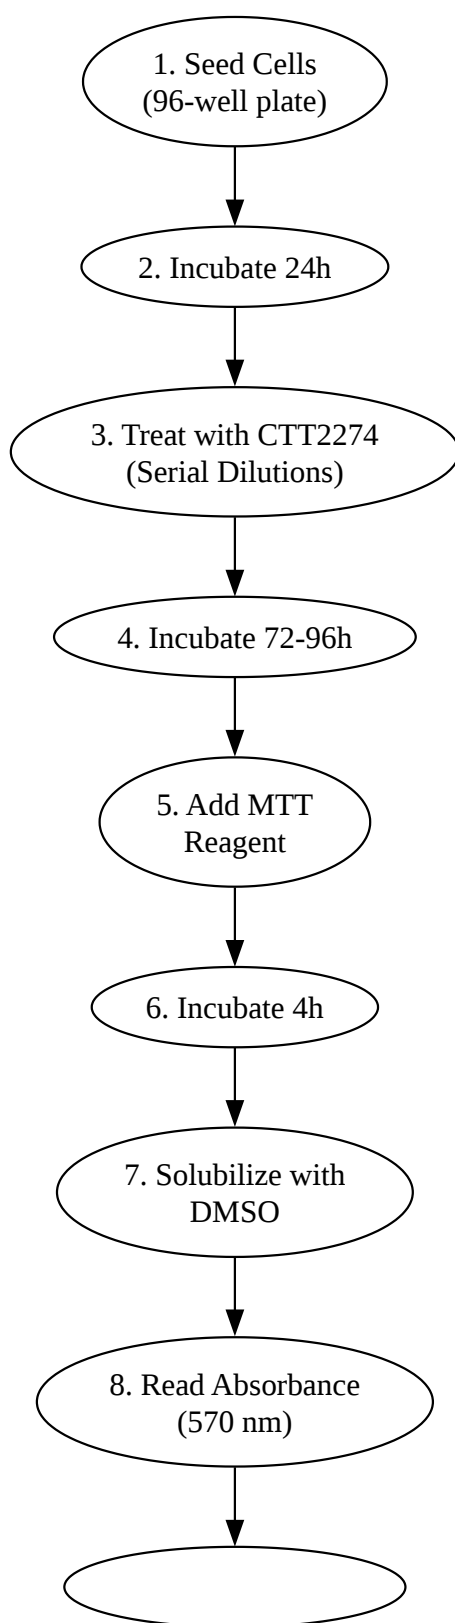 1. Seed Cells
(96-well plate)
2. Incubate 24h
3. Treat with CTT2274
(Serial Dilutions)
4. Incubate 72-96h
5. Add MTT
Reagent
6. Incubate 4h
7. Solubilize with
DMSO
8. Read Absorbance
(570 nm)